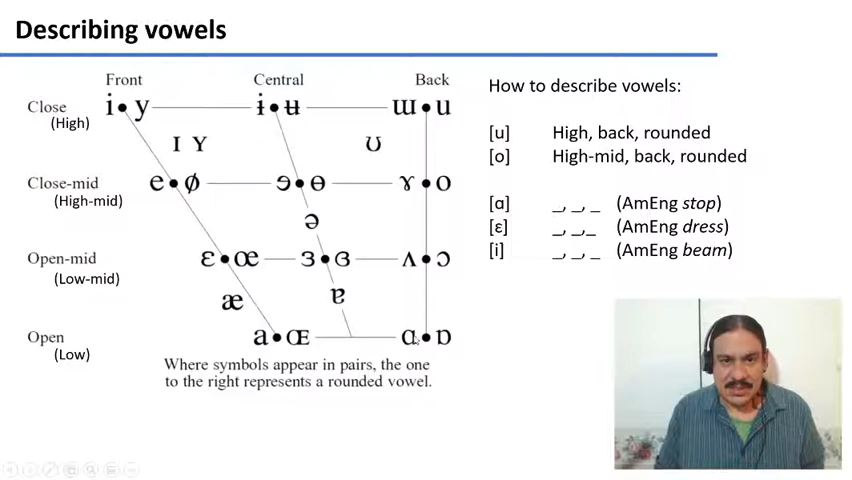 Describing vowels
Front Central Back
Close i • y ɨ • ʉ ɯ • u
(High)
ɪ ʏ ʊ
Close-mid e • ø ɘ • ɵ ɤ • o
(High-mid)
ə
Open-mid ɛ • œ ɜ • ɞ ʌ • ɔ
(Low-mid)
æ ɐ
Open a • ɶ ɑ • ɒ
(Low)
Where symbols appear in pairs, the one
to the right represents a rounded vowel.
How to describe vowels:
[u] High, back, rounded
[o] High-mid, back, rounded
[ɑ] _, _, _ (AmEng stop)
[ɛ] _, _,_ (AmEng dress)
[i] _, _, _ (AmEng beam)